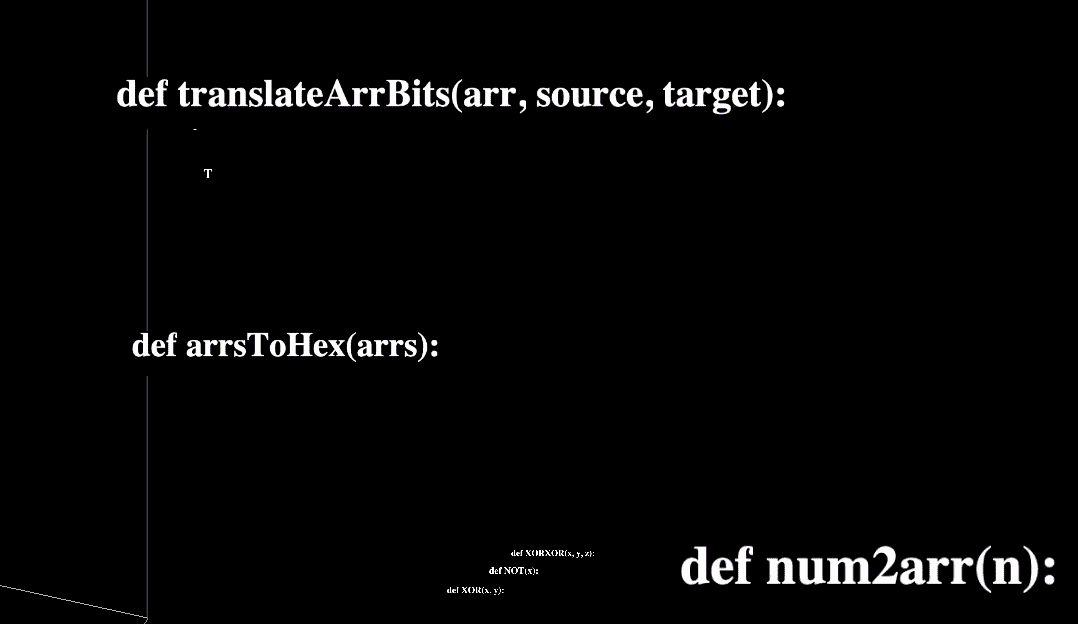 def translateArrBits(arr, source, target):
-
T
def arrsToHex(arrs):
def XORXOR(x, y, z):
def NOT(x):
def num2arr(n):
def XOR(x, y):